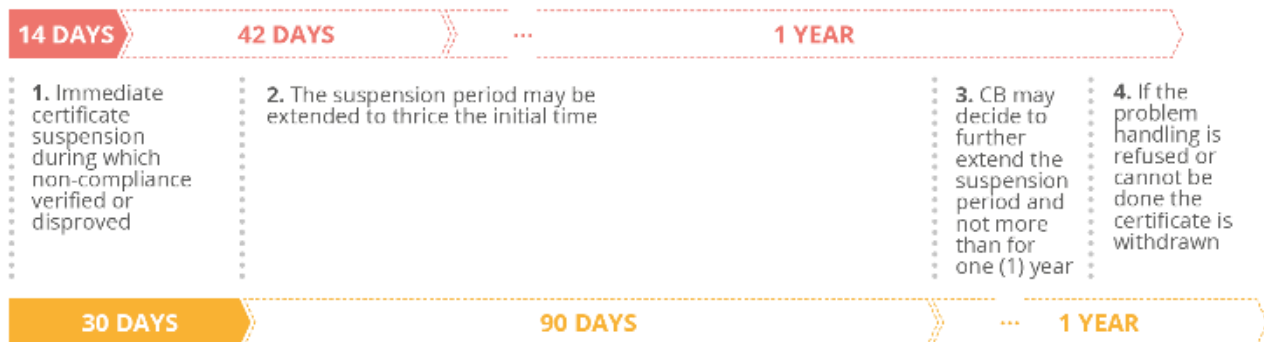 14 DAYS 42 DAYS ... 1 YEAR
1. Immediate
certificate
suspension
during which
non-compliance
verified or
disproved
2. The suspension period may be
extended to thrice the initial time
3. CB may
decide to
further
extend the
suspension
period and
not more
than for
one (1) year
4. If the
problem
handling is
refused or
cannot be
done the
certificate is
withdrawn
30 DAYS 90 DAYS ... 1 YEAR